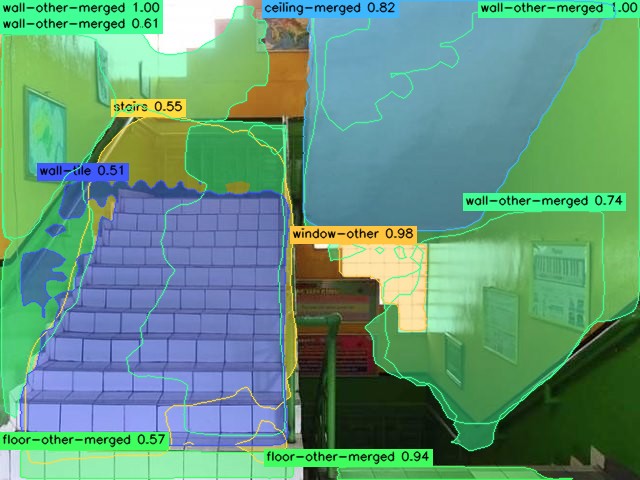 wall-other-merged 1.00
ceiling-merged 0.82
wall-other-merged 1.00
wall-other-merged 0.61
stairs 0.55
wall-tile 0.51
wall-other-merged 0.74
window-other 0.98
floor-other-merged 0.57
floor-other-merged 0.94